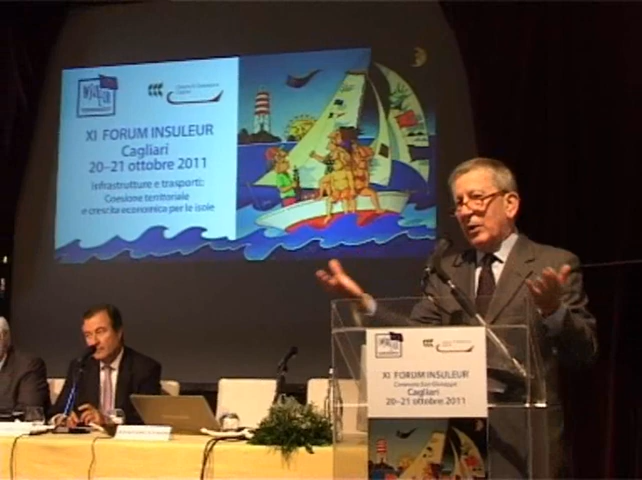 INSULEUR
XI FORUM INSULEUR
Cagliari
20-21 ottobre 2011
Infrastrutture e trasporti:
Coesione territoriale
e crescita economica per le isole
XI FORUM INSULEUR
Cagliari
20-21 ottobre 2011